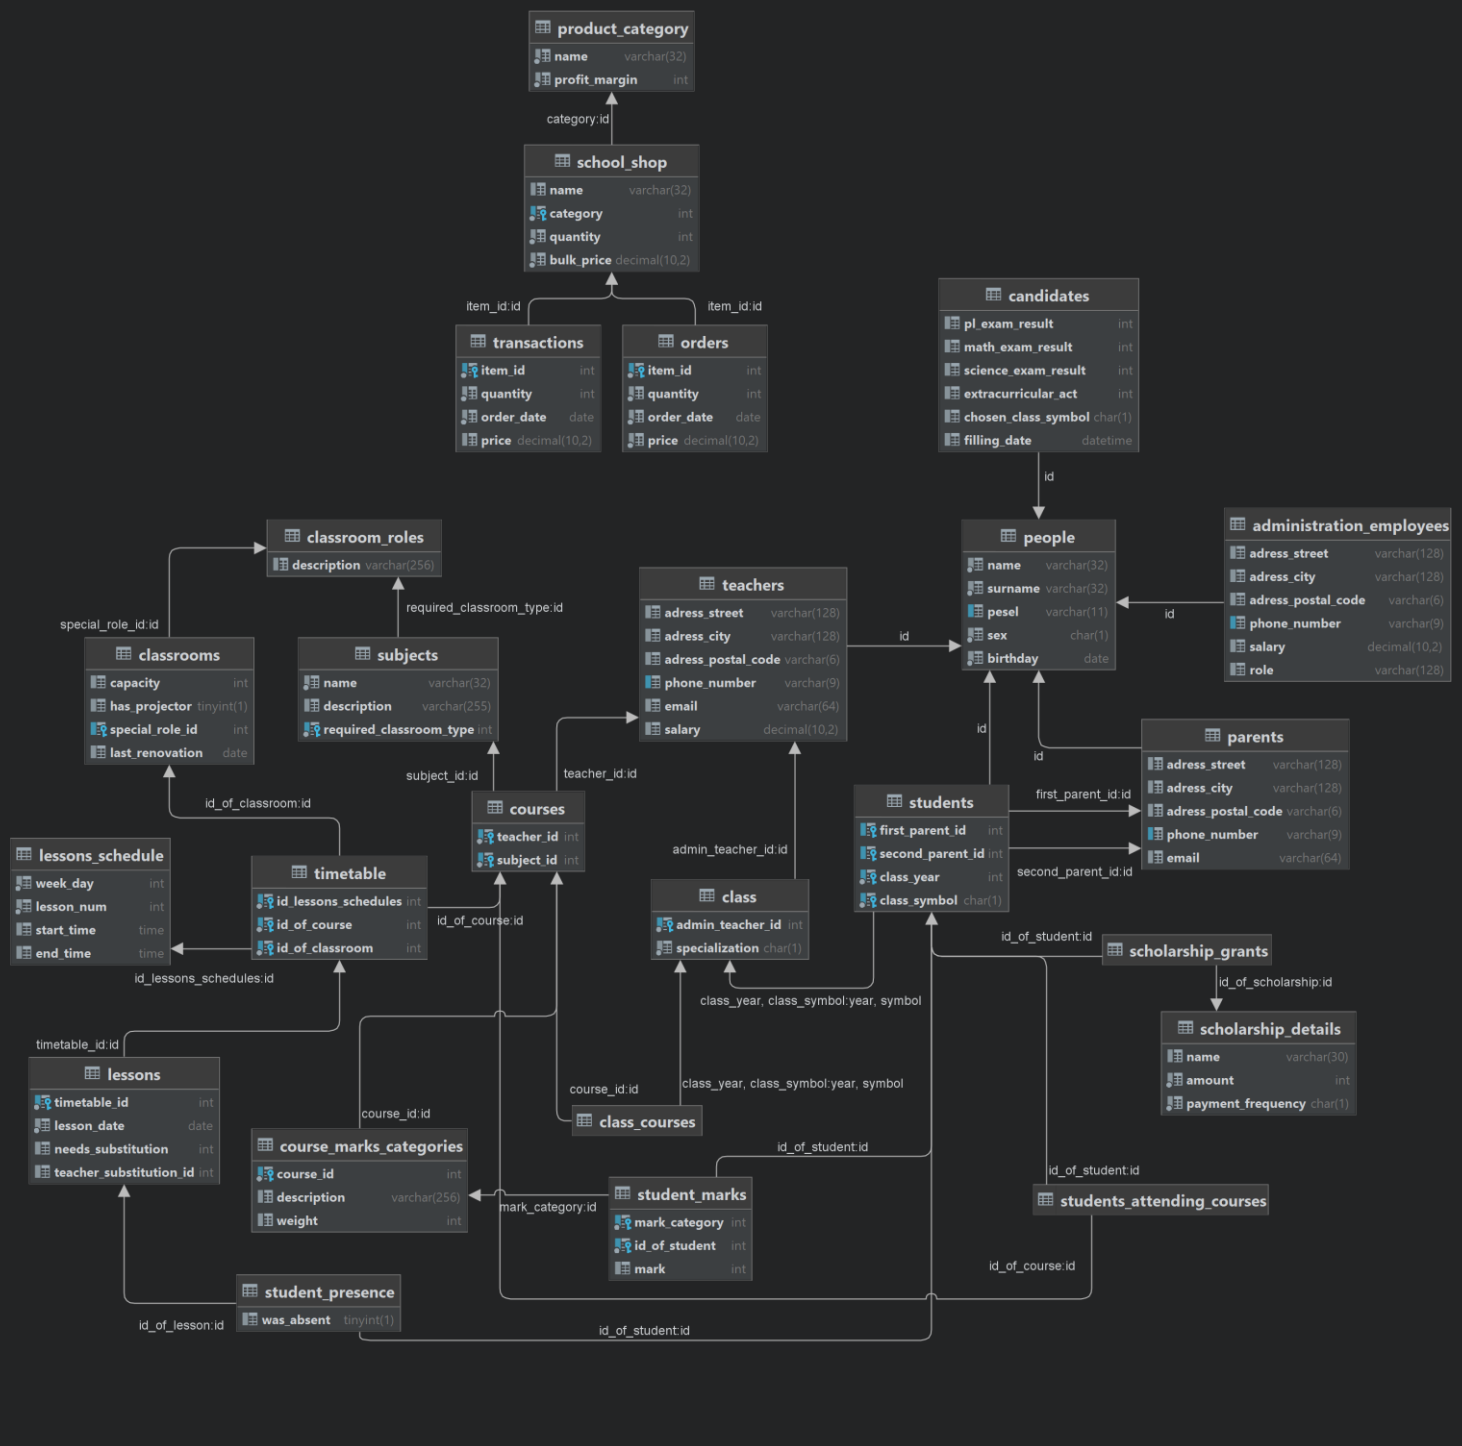 product_category
name varchar(32)
profit_margin int
category:id
school_shop
name varchar(32)
category int
quantity int
bulk_price decimal(10,2)
item_id:id
item_id:id
transactions
item_id int
quantity int
order_date date
price decimal(10,2)
orders
item_id int
quantity int
order_date date
price decimal(10,2)
candidates
pl_exam_result int
math_exam_result int
science_exam_result int
extracurricular_act int
chosen_class_symbol char(1)
filling_date datetime
id
classroom_roles
description varchar(256)
special_role_id:id
required_classroom_type:id
people
name varchar(32)
surname varchar(32)
pesel varchar(11)
sex char(1)
birthday date
administration_employees
adress_street varchar(128)
adress_city varchar(128)
adress_postal_code varchar(6)
phone_number varchar(9)
salary decimal(10,2)
role varchar(128)
id
teachers
adress_street varchar(128)
adress_city varchar(128)
adress_postal_code varchar(6)
phone_number varchar(9)
email varchar(64)
salary decimal(10,2)
id
classrooms
capacity int
has_projector tinyint(1)
special_role_id int
last_renovation date
subjects
name varchar(32)
description varchar(255)
required_classroom_type int
id
id
parents
adress_street varchar(128)
adress_city varchar(128)
adress_postal_code varchar(6)
phone_number varchar(9)
email varchar(64)
subject_id:id
teacher_id:id
id_of_classroom:id
courses
teacher_id int
subject_id int
students
first_parent_id int
second_parent_id int
class_year int
class_symbol char(1)
first_parent_id:id
second_parent_id:id
admin_teacher_id:id
lessons_schedule
week_day int
lesson_num int
start_time time
end_time time
timetable
id_lessons_schedules int
id_of_course int
id_of_classroom int
id_of_course:id
id_lessons_schedules:id
class
admin_teacher_id int
specialization char(1)
class_year, class_symbol:year, symbol
id_of_student:id
scholarship_grants
id_of_scholarship:id
scholarship_details
name varchar(30)
amount int
payment_frequency char(1)
timetable_id:id
lessons
timetable_id int
lesson_date date
needs_substitution int
teacher_substitution_id int
class_year, class_symbol:year, symbol
course_id:id
class_courses
course_id:id
course_marks_categories
course_id int
description varchar(256)
weight int
id_of_student:id
student_marks
mark_category int
id_of_student int
mark int
mark_category:id
id_of_student:id
students_attending_courses
id_of_course:id
student_presence
was_absent tinyint(1)
id_of_lesson:id
id_of_student:id